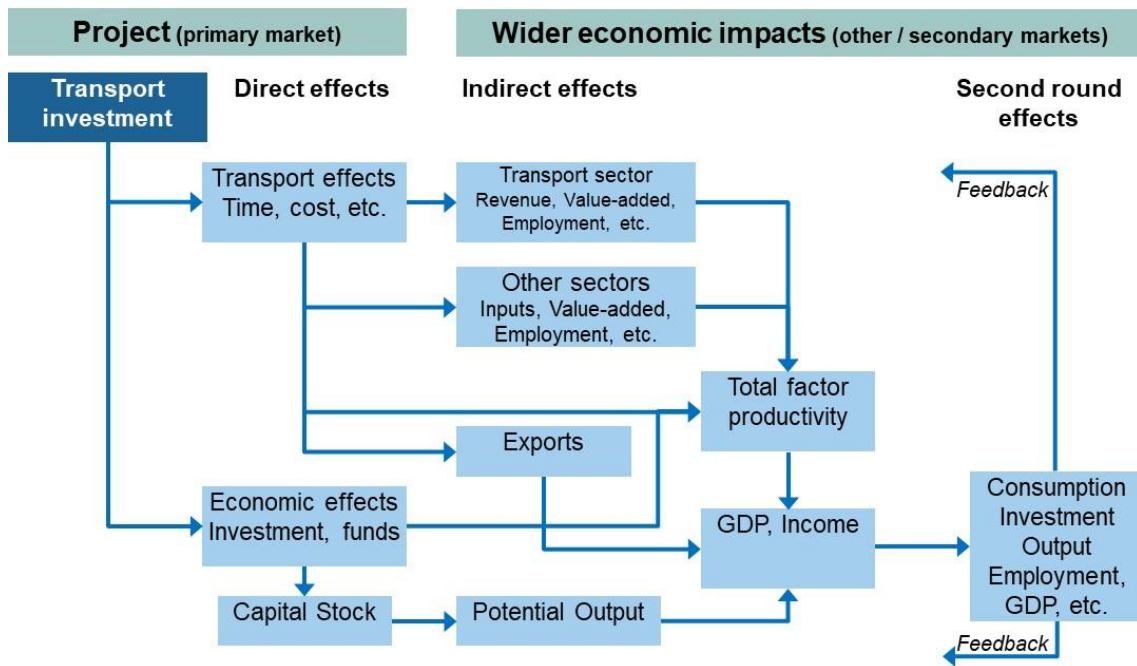 Project (primary market)
Wider economic impacts (other / secondary markets)
Transport
investment
Direct effects
Indirect effects
Second round
effects
Transport effects
Time, cost, etc.
Transport sector
Revenue, Value-added,
Employment, etc.
Feedback
Other sectors
Inputs, Value-added,
Employment, etc.
Total factor
productivity
Exports
Economic effects
Investment, funds
GDP, Income
Consumption
Investment
Output
Employment,
GDP, etc.
Capital Stock
Potential Output
Feedback